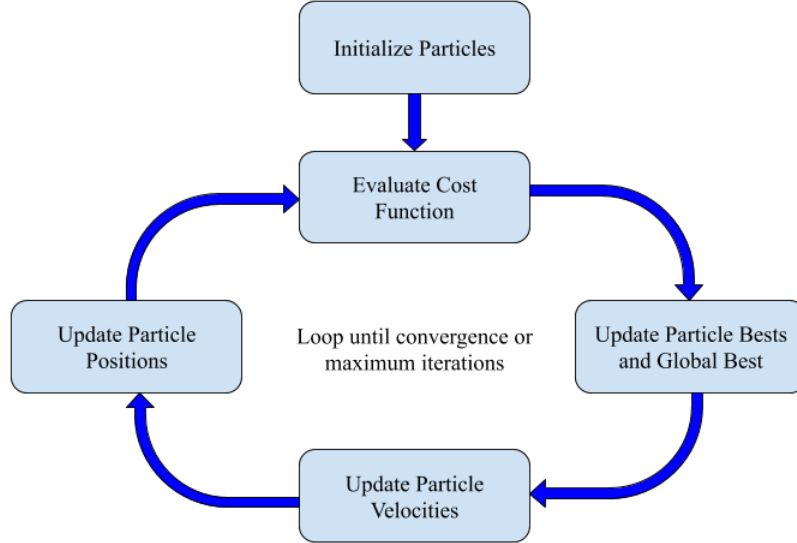 Initialize Particles
Evaluate Cost
Function
Update Particle
Positions
Loop until convergence or
maximum iterations
Update Particle Bests
and Global Best
Update Particle
Velocities